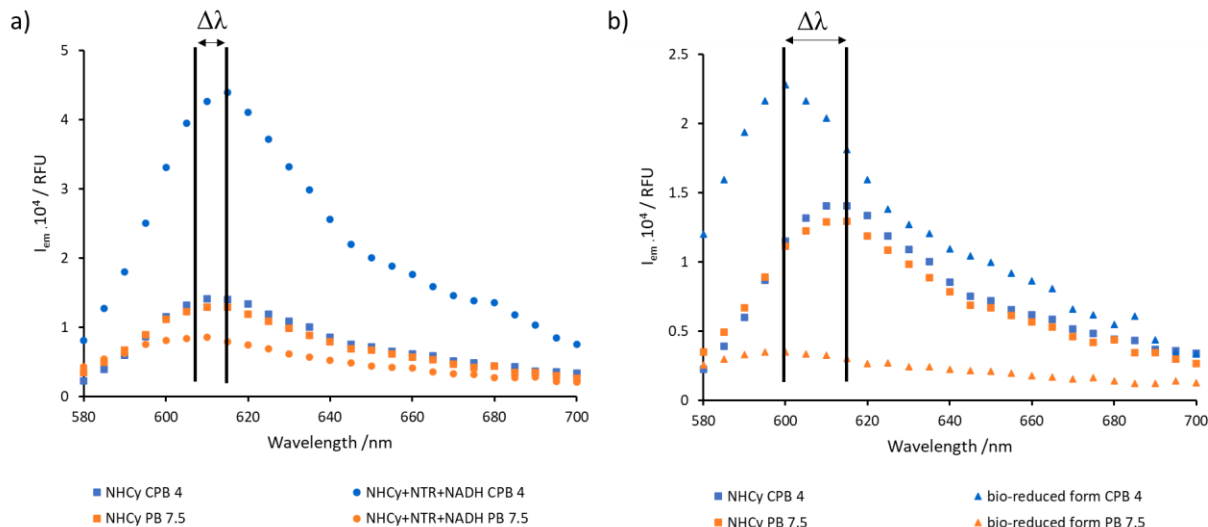 a)
Δλ
5
4
3
2
1
0
I_em .10⁴ / RFU
580 600 620 640 660 680 700
Wavelength /nm
NHCy CPB 4 NHCy+NTR+NADH CPB 4
NHCy PB 7.5 NHCy+NTR+NADH PB 7.5
b)
Δλ
2.5
2
1.5
1
0.5
0
I_em .10⁴ / RFU
580 600 620 640 660 680 700
Wavelength /nm
NHCy CPB 4 bio-reduced form CPB 4
NHCy PB 7.5 bio-reduced form PB 7.5